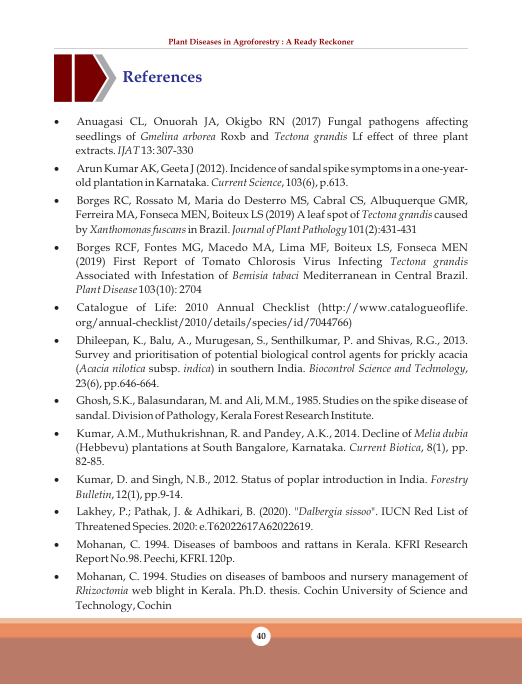 Plant Diseases in Agroforestry : A Ready Reckoner
References
• Anuagasi CL, Onuorah JA, Okigbo RN (2017) Fungal pathogens affecting
seedlings of Gmelina arborea Roxb and Tectona grandis Lf effect of three plant
extracts. IJAT 13: 307-330
• Arun Kumar AK, Geeta J (2012). Incidence of sandal spike symptoms in a one-year-
old plantation in Karnataka. Current Science, 103(6), p.613.
• Borges RC, Rossato M, Maria do Desterro MS, Cabral CS, Albuquerque GMR,
Ferreira MA, Fonseca MEN, Boiteux LS (2019) A leaf spot of Tectona grandis caused
by Xanthomonas fuscans in Brazil. Journal of Plant Pathology 101(2):431-431
• Borges RCF, Fontes MG, Macedo MA, Lima MF, Boiteux LS, Fonseca MEN
(2019) First Report of Tomato Chlorosis Virus Infecting Tectona grandis
Associated with Infestation of Bemisia tabaci Mediterranean in Central Brazil.
Plant Disease 103(10): 2704
• Catalogue of Life: 2010 Annual Checklist (http://www.catalogueoflife.
org/annual-checklist/2010/details/species/id/7044766)
• Dhileepan, K., Balu, A., Murugesan, S., Senthilkumar, P. and Shivas, R.G., 2013.
Survey and prioritisation of potential biological control agents for prickly acacia
(Acacia nilotica subsp. indica) in southern India. Biocontrol Science and Technology,
23(6), pp.646-664.
• Ghosh, S.K., Balasundaran, M. and Ali, M.M., 1985. Studies on the spike disease of
sandal. Division of Pathology, Kerala Forest Research Institute.
• Kumar, A.M., Muthukrishnan, R. and Pandey, A.K., 2014. Decline of Melia dubia
(Hebbevu) plantations at South Bangalore, Karnataka. Current Biotica, 8(1), pp.
82-85.
• Kumar, D. and Singh, N.B., 2012. Status of poplar introduction in India. Forestry
Bulletin, 12(1), pp.9-14.
• Lakhey, P.; Pathak, J. & Adhikari, B. (2020). "Dalbergia sissoo". IUCN Red List of
Threatened Species. 2020: e.T62022617A62022619.
• Mohanan, C. 1994. Diseases of bamboos and rattans in Kerala. KFRI Research
Report No.98. Peechi, KFRI. 120p.
• Mohanan, C. 1994. Studies on diseases of bamboos and nursery management of
Rhizoctonia web blight in Kerala. Ph.D. thesis. Cochin University of Science and
Technology, Cochin
40